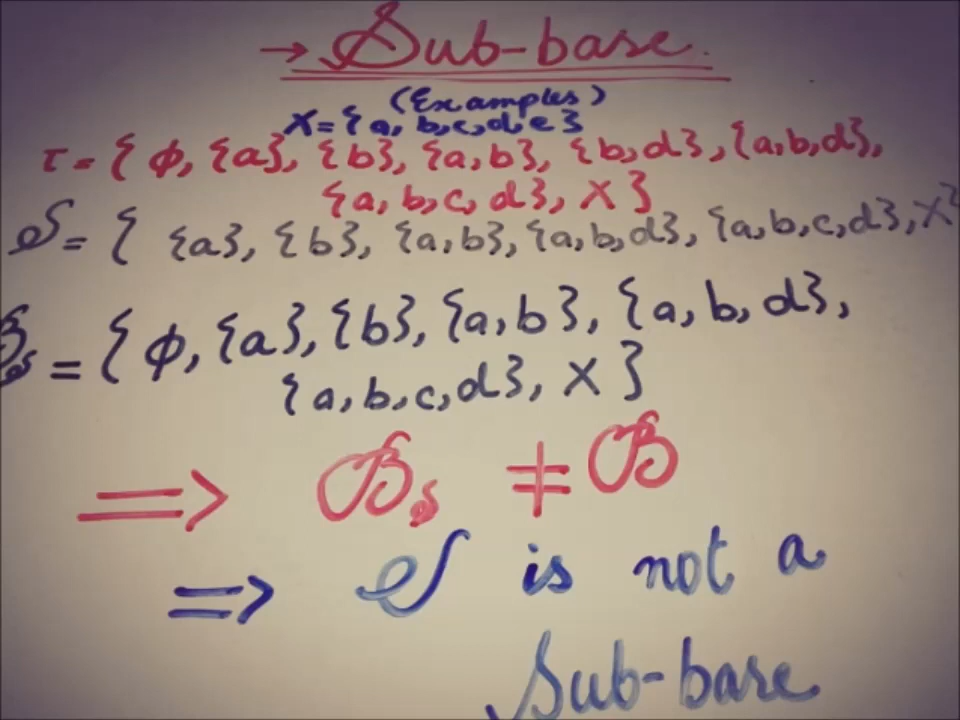 → Sub-base.
(Examples)
X = {a, b, c, d, e}
τ = { ϕ, {a}, {b}, {a, b}, {b, d}, {a, b, d},
{a, b, c, d}, X }
𝒮 = { {a}, {b}, {a, b}, {a, b, d}, {a, b, c, d}, X}
ℬₛ = { ϕ, {a}, {b}, {a, b}, {a, b, d},
{a, b, c, d}, X }
⟹ ℬₛ ≠ ℬ
⟹ 𝒮 is not a
Sub-base